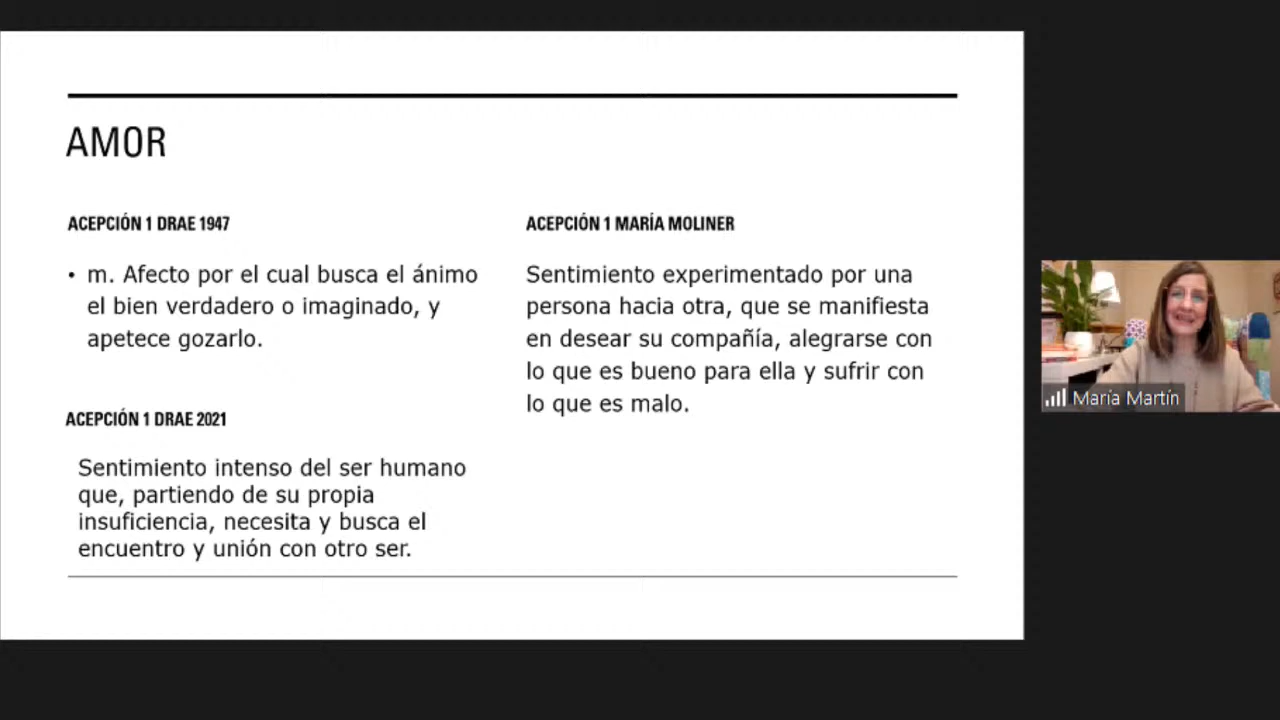 AMOR
ACEPCIÓN 1 DRAE 1947
• m. Afecto por el cual busca el ánimo
el bien verdadero o imaginado, y
apetece gozarlo.
ACEPCIÓN 1 DRAE 2021
Sentimiento intenso del ser humano
que, partiendo de su propia
insuficiencia, necesita y busca el
encuentro y unión con otro ser.
ACEPCIÓN 1 MARÍA MOLINER
Sentimiento experimentado por una
persona hacia otra, que se manifiesta
en desear su compañía, alegrarse con
lo que es bueno para ella y sufrir con
lo que es malo.
María Martín